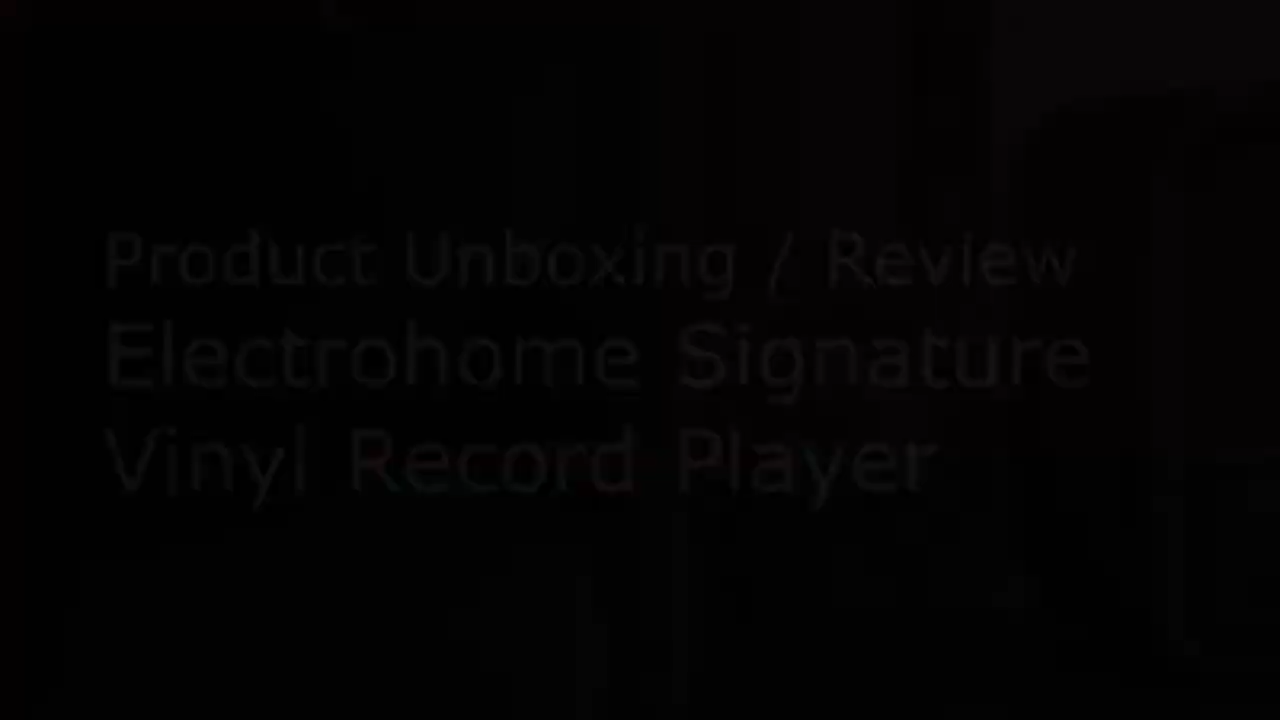 Product Unboxing / Review
Electrohome Signature
Vinyl Record Player